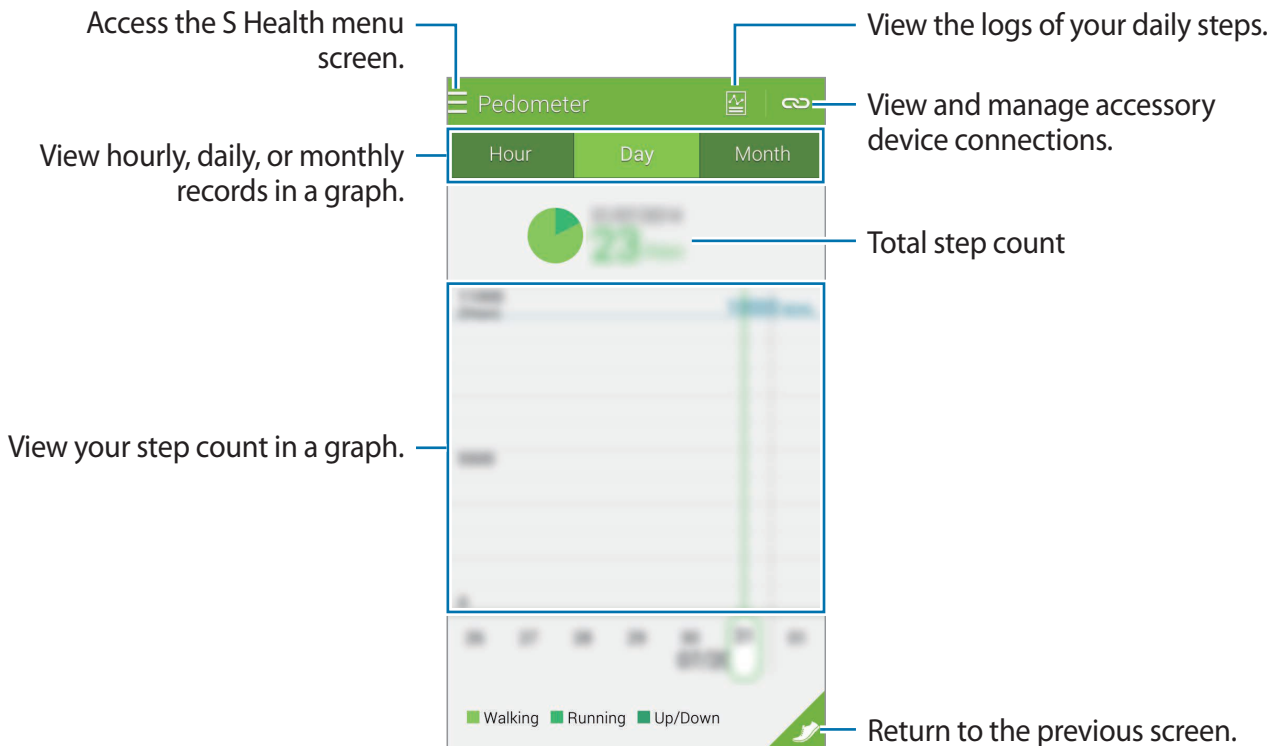 Access the S Health menu
screen.
View the logs of your daily steps.
Pedometer
View and manage accessory
device connections.
View hourly, daily, or monthly
records in a graph.
Hour Day Month
23
Total step count
View your step count in a graph.
Walking Running Up/Down
Return to the previous screen.